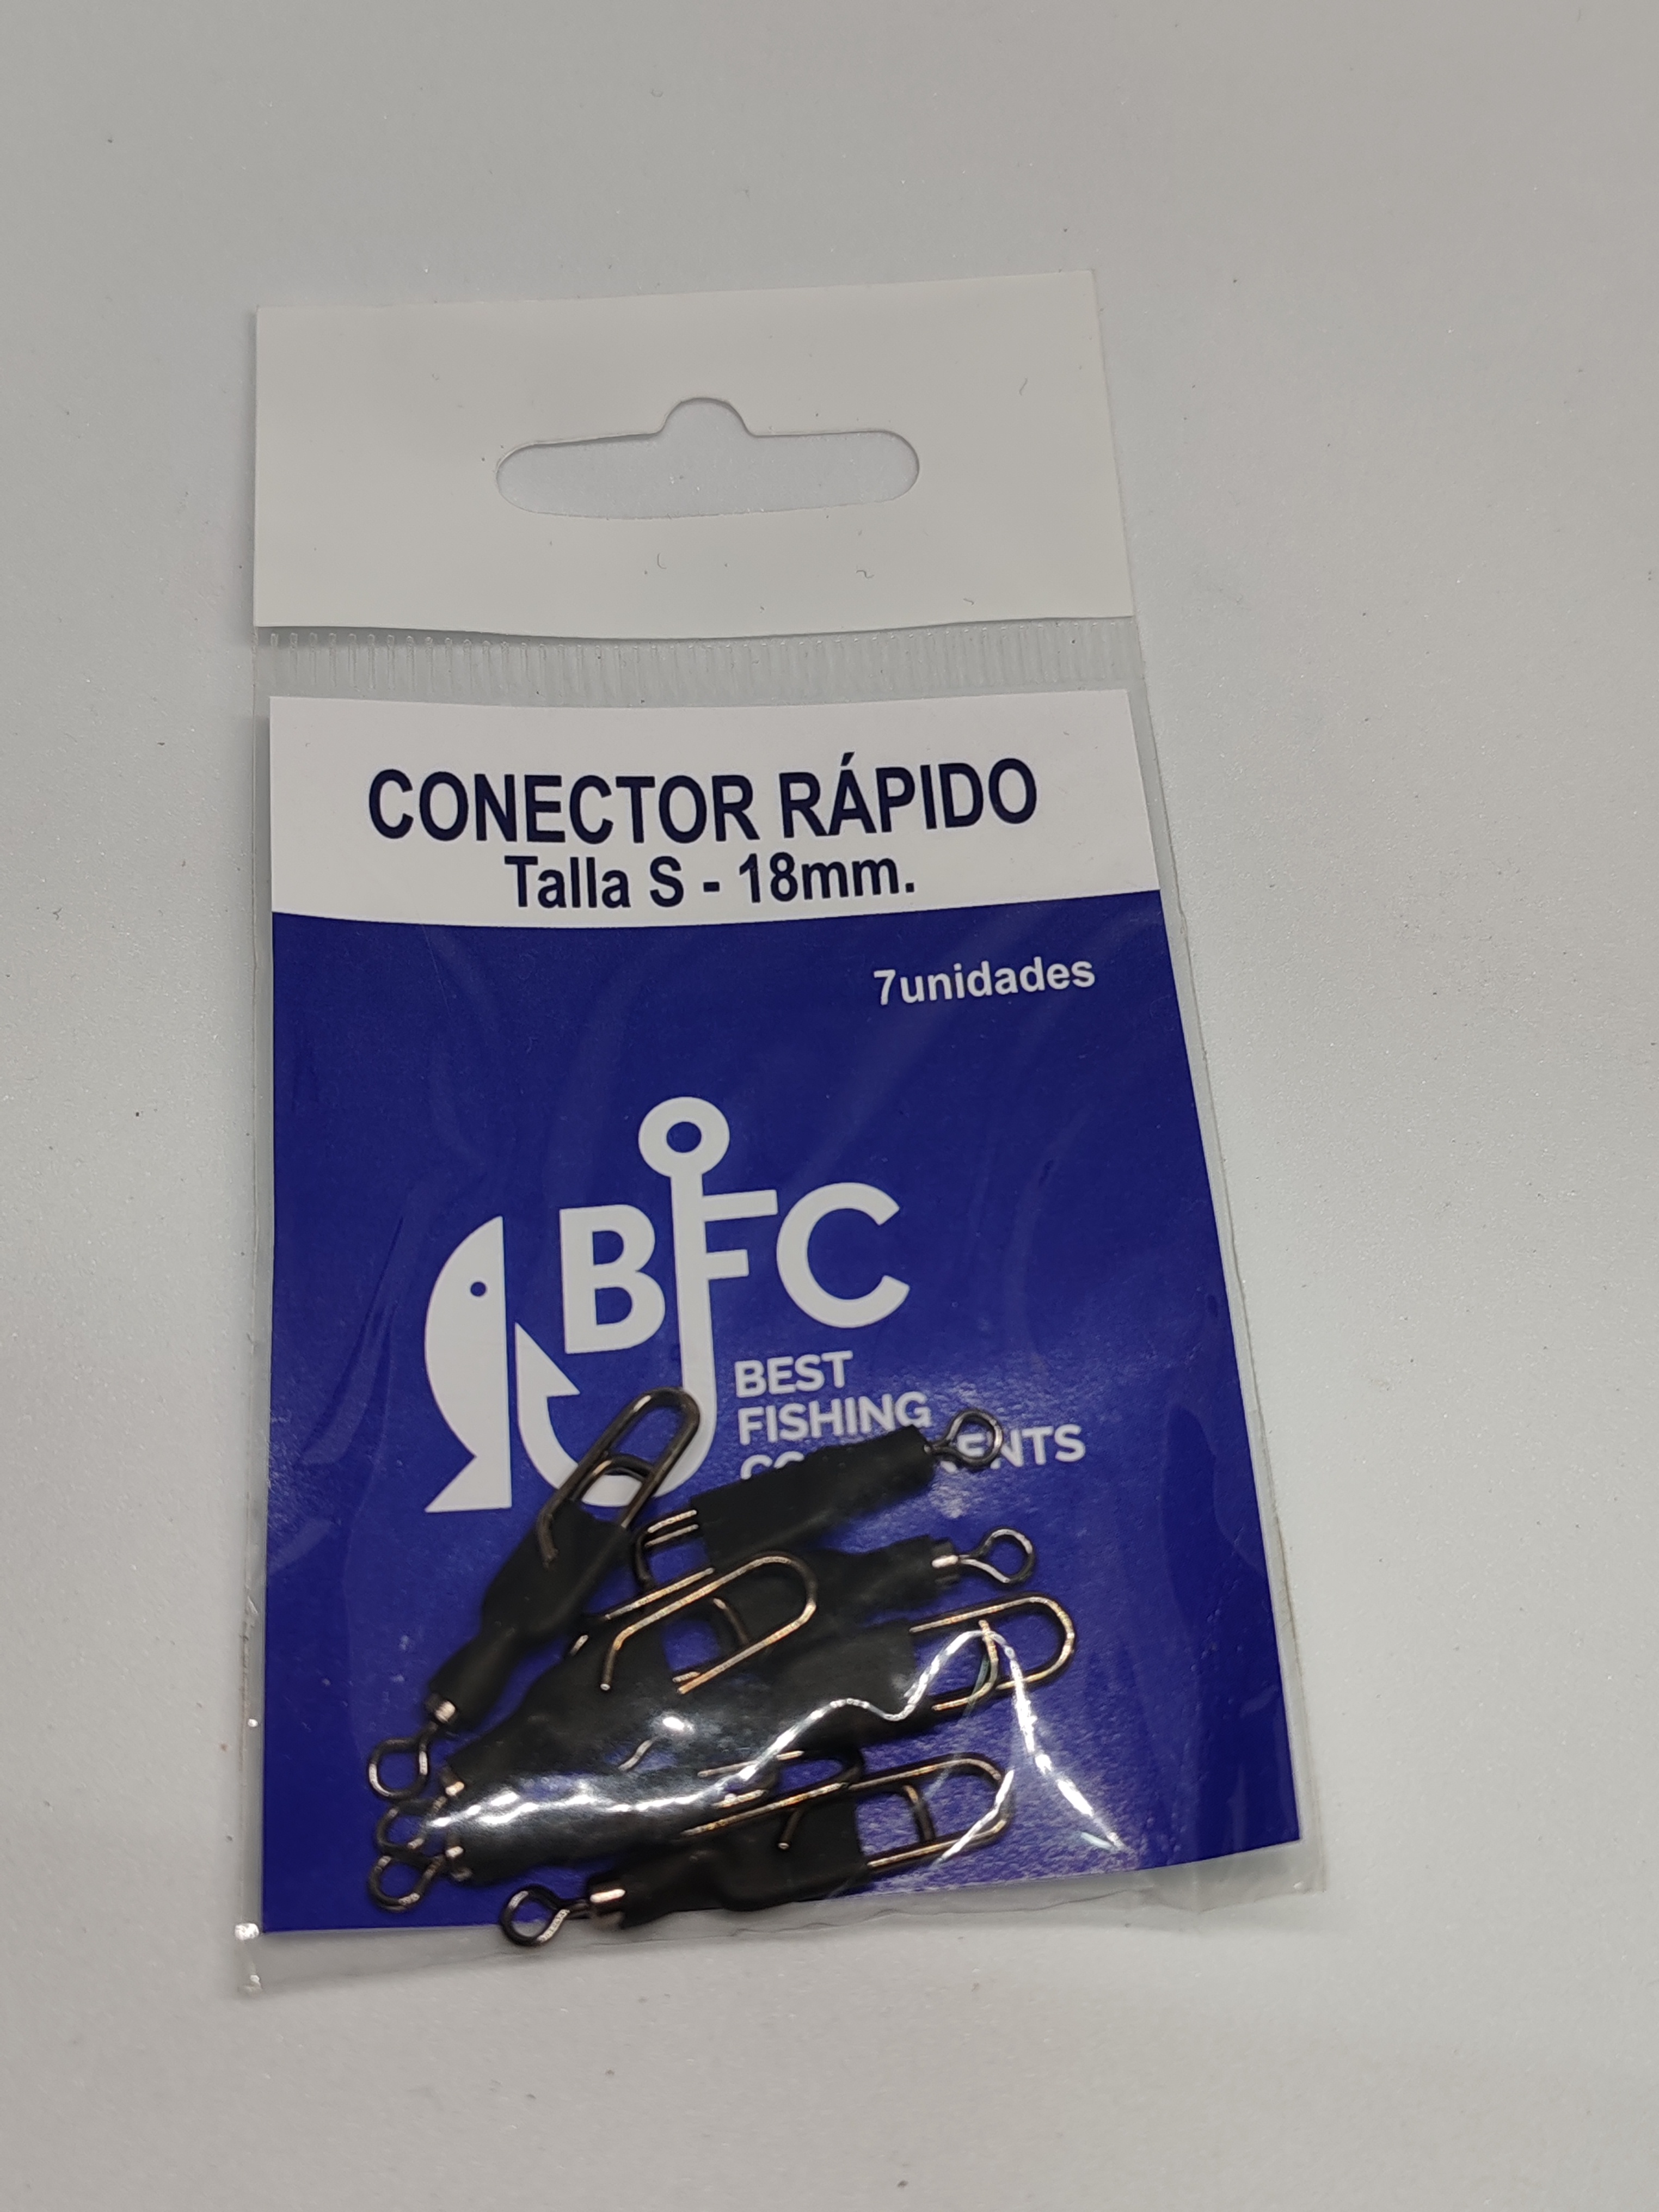 CONECTOR RÁPIDO
Talla S - 18mm.
7unidades
BFC
BEST
FISHING